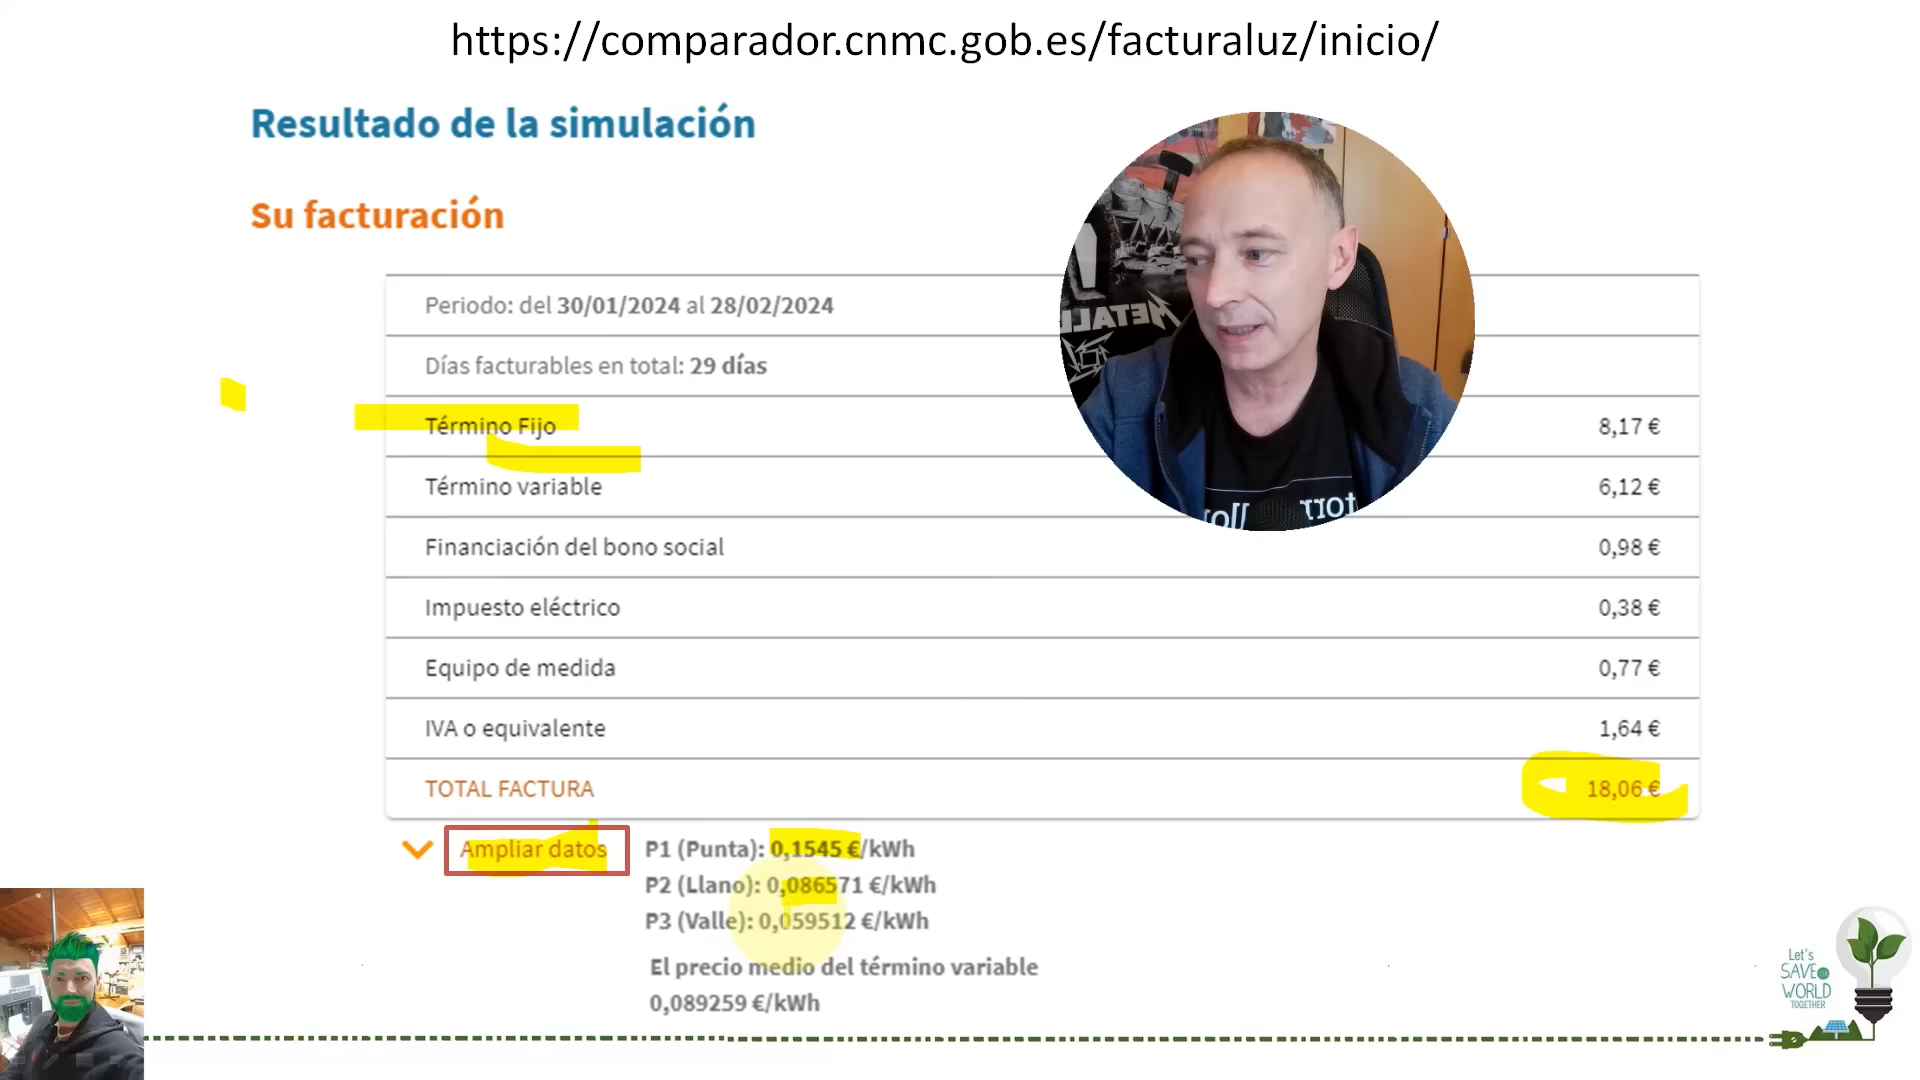 https://comparador.cnmc.gob.es/facturaluz/inicio/
Resultado de la simulación
Su facturación
Periodo: del 30/01/2024 al 28/02/2024
Días facturables en total: 29 días
Término Fijo 8,17 €
Término variable 6,12 €
Financiación del bono social 0,98 €
Impuesto eléctrico 0,38 €
Equipo de medida 0,77 €
IVA o equivalente 1,64 €
TOTAL FACTURA 18,06 €
Ampliar datos
P1 (Punta): 0,1545 €/kWh
P2 (Llano): 0,086571 €/kWh
P3 (Valle): 0,059512 €/kWh
El precio medio del término variable
0,089259 €/kWh
Let's
SAVE
WORLD
TOGETHER